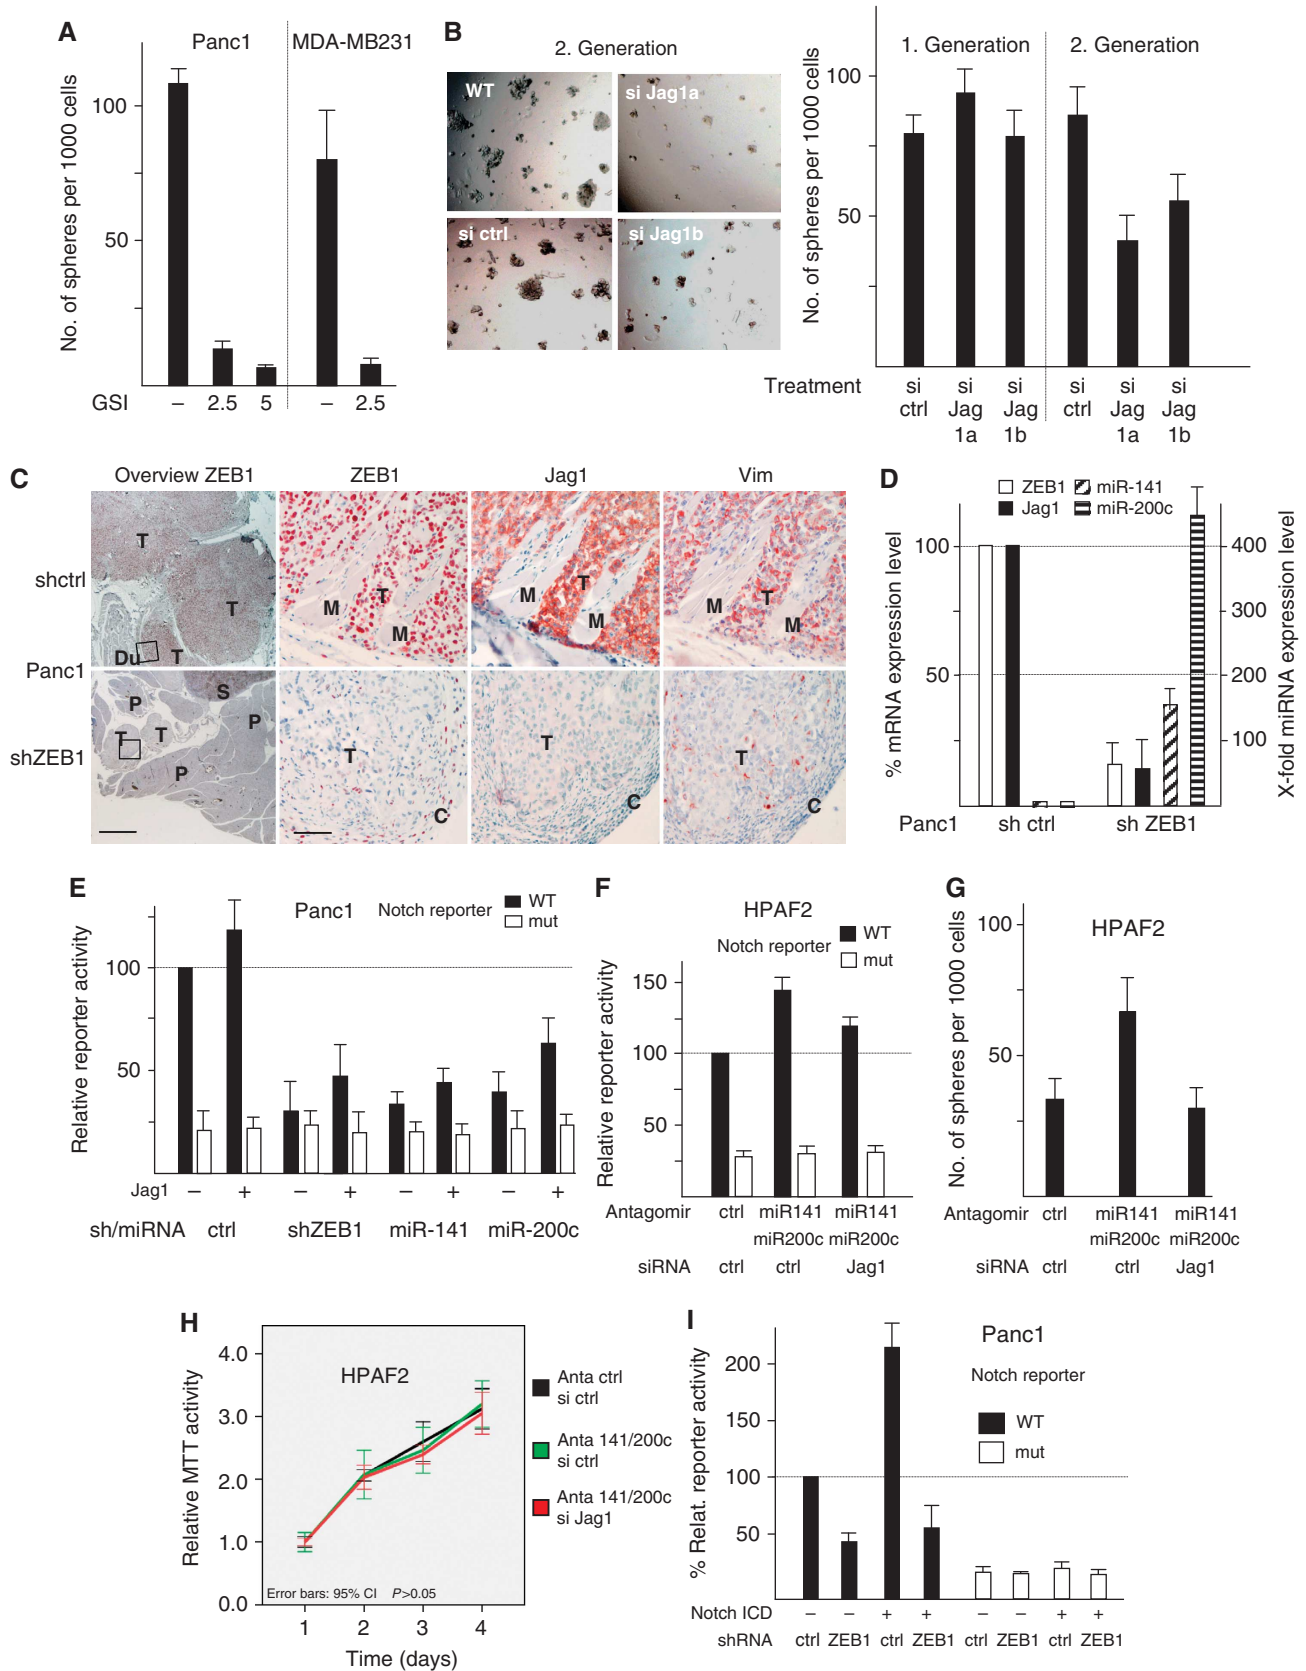 A
Panc1
MDA-MB231
No. of spheres per 1000 cells
100
50
GSI
– 2.5 5 – 2.5
B
2. Generation
WT
si Jag1a
si ctrl
si Jag1b
No. of spheres per 1000 cells
1. Generation
2. Generation
100
50
Treatment
si si si si si si
ctrl Jag Jag ctrl Jag Jag
1a 1b 1a 1b
C
Overview ZEB1
ZEB1
Jag1
Vim
shctrl
Panc1
shZEB1
T
T
Du
T
M
T
M
M
T
M
M
T
M
P
S
P
T
T
P
T
C
T
C
T
C
D
ZEB1
miR-141
Jag1
miR-200c
% mRNA expression level
100
50
X-fold miRNA expression level
400
300
200
100
Panc1
sh ctrl
sh ZEB1
E
Panc1
Notch reporter
WT
mut
Relative reporter activity
100
50
Jag1
– + – + – + – +
sh/miRNA ctrl shZEB1 miR-141 miR-200c
F
HPAF2
Notch reporter
WT
mut
Relative reporter activity
150
100
50
Antagomir ctrl miR141 miR141
miR200c miR200c
siRNA ctrl ctrl Jag1
G
HPAF2
No. of spheres per 1000 cells
100
50
Antagomir ctrl miR141 miR141
miR200c miR200c
siRNA ctrl ctrl Jag1
H
HPAF2
Relative MTT activity
4.0
3.0
2.0
1.0
0.0
Error bars: 95% CI P>0.05
1 2 3 4
Time (days)
Anta ctrl
si ctrl
Anta 141/200c
si ctrl
Anta 141/200c
si Jag1
I
Panc1
Notch reporter
WT
mut
% Relat. reporter activity
200
150
100
50
Notch ICD – – + + – – + +
shRNA ctrl ZEB1 ctrl ZEB1 ctrl ZEB1 ctrl ZEB1